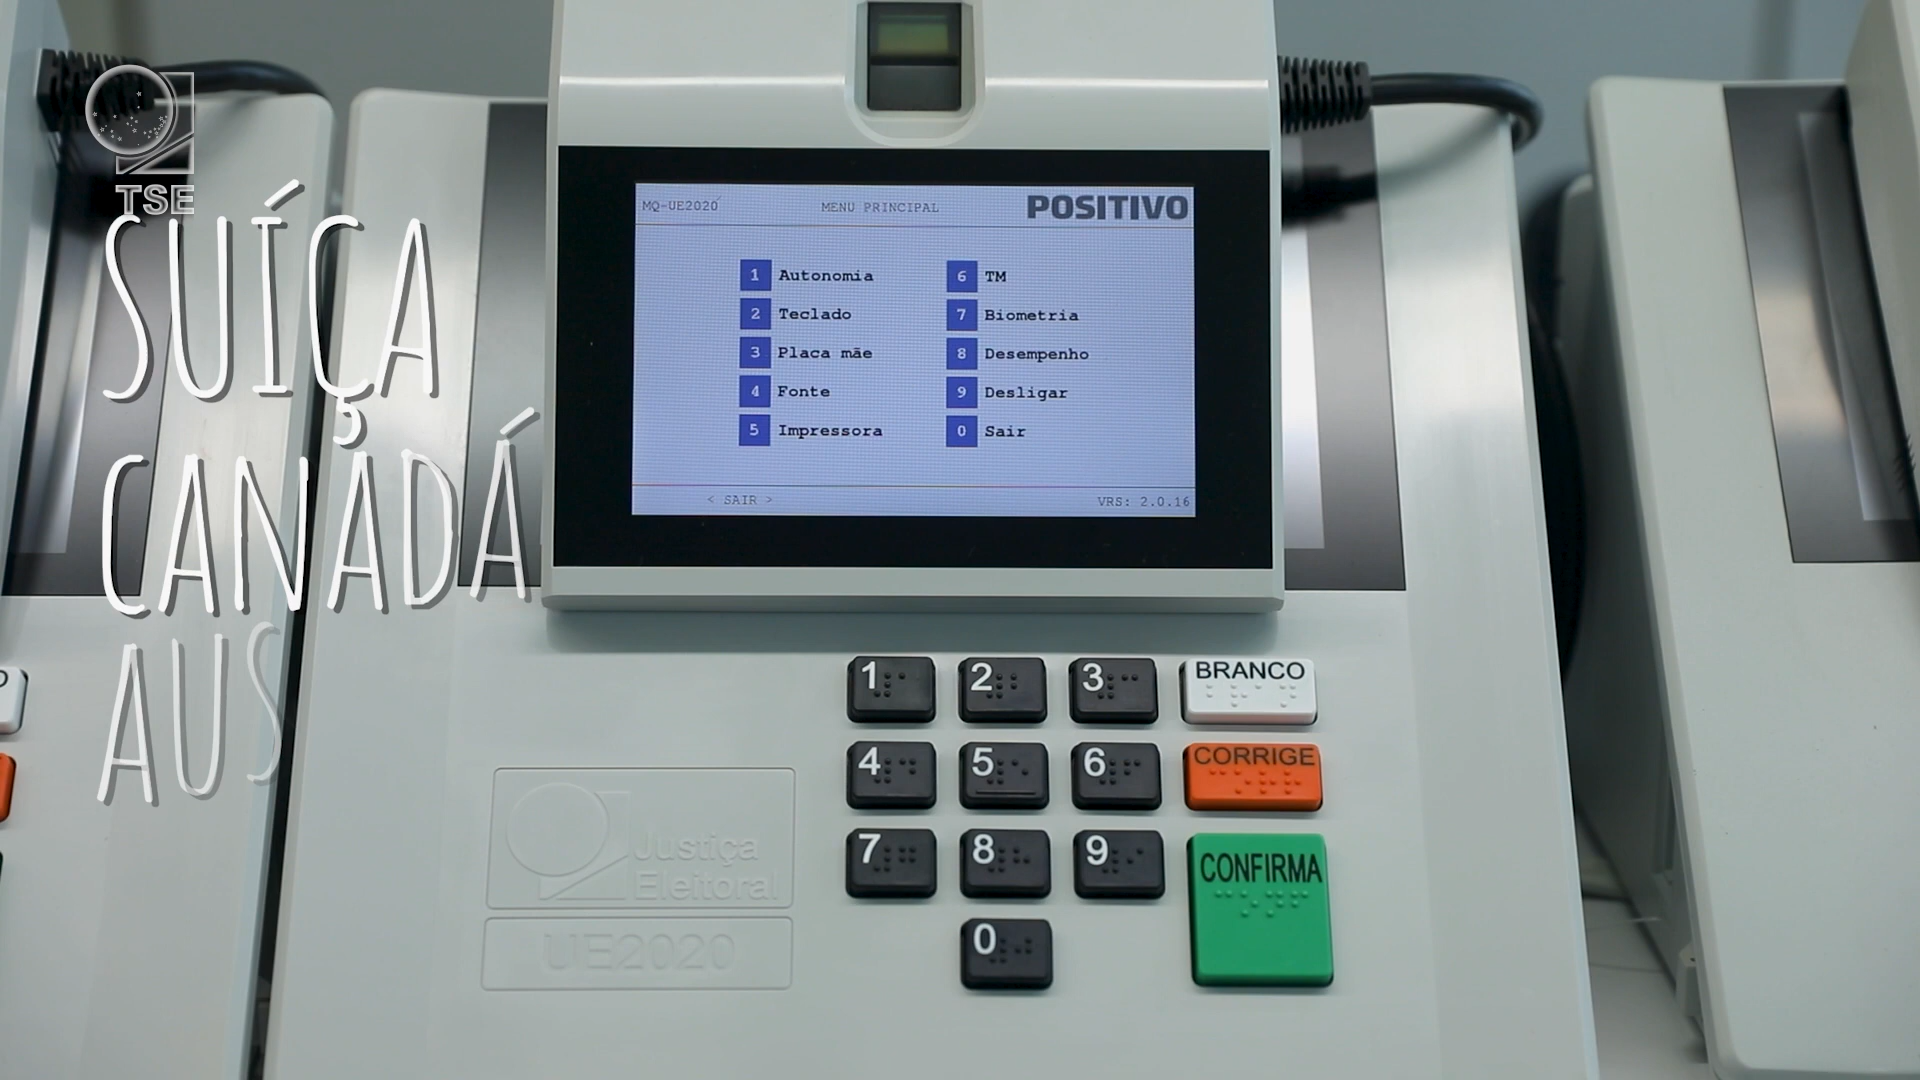 TSE
SUÍÇA
CANADÁ
AUS
MQ-UE2020
MENU PRINCIPAL
POSITIVO
1 Autonomia
2 Teclado
3 Placa mãe
4 Fonte
5 Impressora
6 TM
7 Biometria
8 Desempenho
9 Desligar
0 Sair
< SAIR >
VRS: 2.0.16
1 2 3 BRANCO
4 5 6 CORRIGE
7 8 9 CONFIRMA
0
Justiça
Eleitoral
UE2020